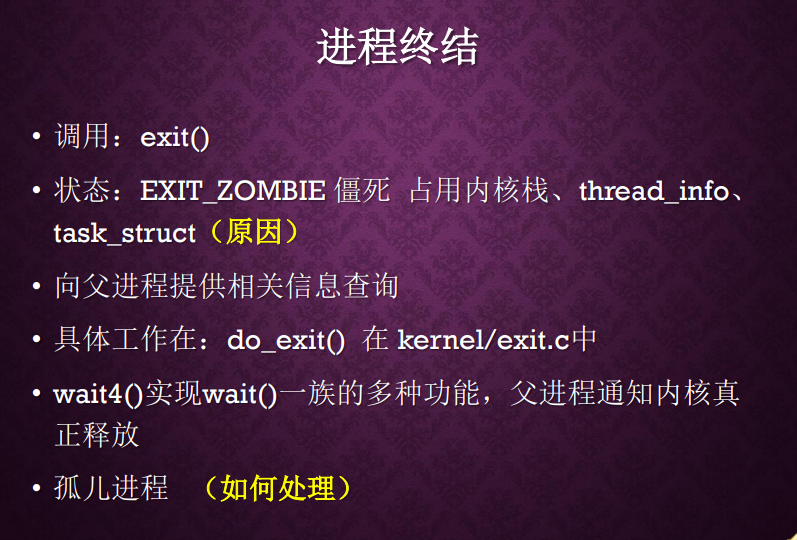 进程终结
• 调用：exit()
• 状态：EXIT_ZOMBIE 僵死 占用内核栈、thread_info、
task_struct（原因）
• 向父进程提供相关信息查询
• 具体工作在：do_exit() 在 kernel/exit.c中
• wait4()实现wait()一族的多种功能，父进程通知内核真
正释放
• 孤儿进程 （如何处理）